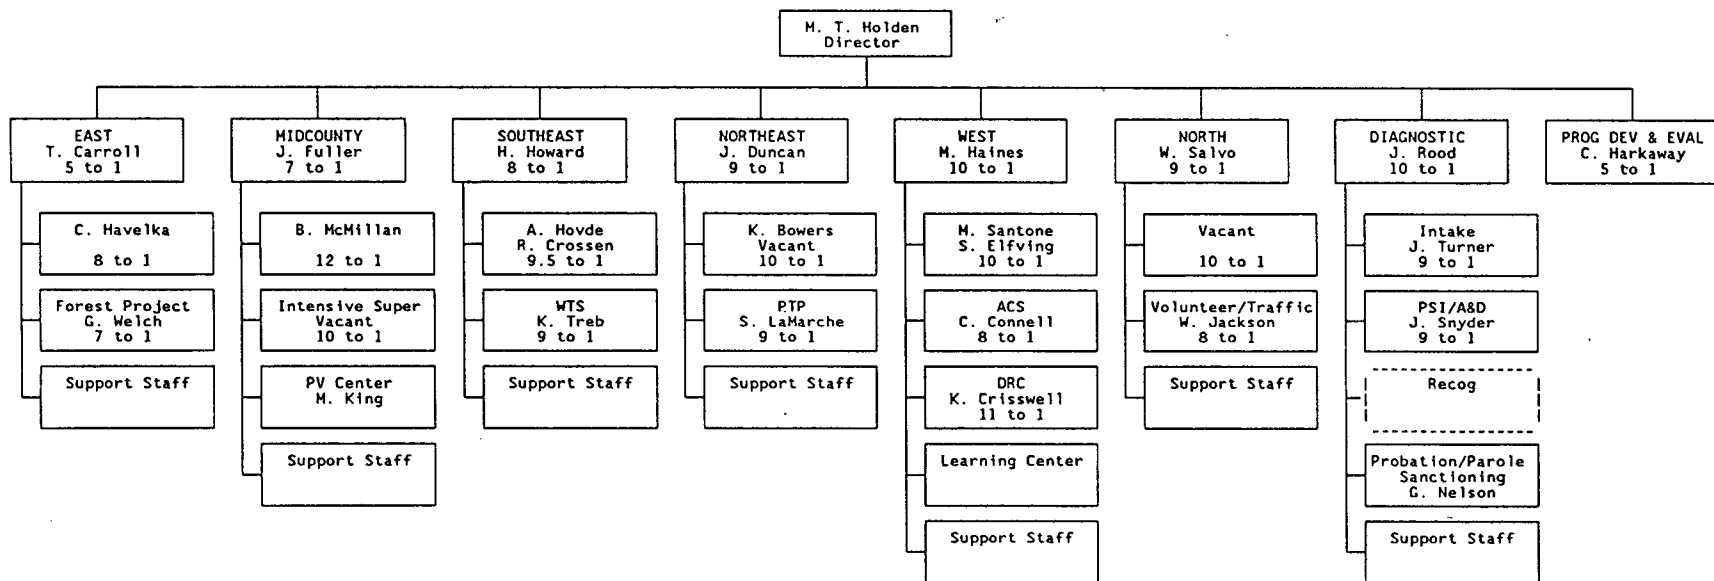 M. T. Holden
Director
EAST
T. Carroll
5 to 1
MIDCOUNTY
J. Fuller
7 to 1
SOUTHEAST
H. Howard
8 to 1
NORTHEAST
J. Duncan
9 to 1
WEST
M. Haines
10 to 1
NORTH
W. Salvo
9 to 1
DIAGNOSTIC
J. Rood
10 to 1
PROG DEV & EVAL
C. Harkaway
5 to 1
C. Havelka
8 to 1
Forest Project
G. Welch
7 to 1
Support Staff
B. McMillan
12 to 1
Intensive Super
Vacant
10 to 1
PV Center
M. King
Support Staff
A. Hovde
R. Crossen
9.5 to 1
WTS
K. Treb
9 to 1
Support Staff
K. Bowers
Vacant
10 to 1
PTP
S. LaMarche
9 to 1
Support Staff
M. Santone
S. Elfving
10 to 1
ACS
C. Connell
8 to 1
DRC
K. Crisswell
11 to 1
Learning Center
Support Staff
Vacant
10 to 1
Volunteer/Traffic
W. Jackson
8 to 1
Support Staff
Intake
J. Turner
9 to 1
PSI/A&D
J. Snyder
9 to 1
Recog
Probation/Parole
Sanctioning
G. Nelson
Support Staff